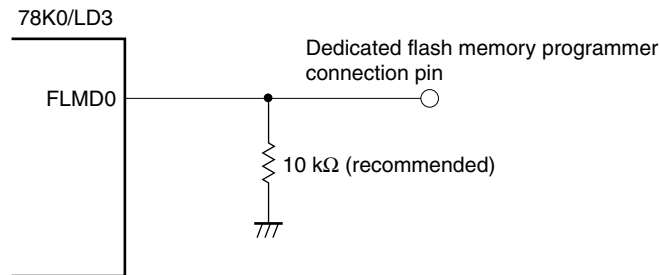 78K0/LD3
Dedicated flash memory programmer
connection pin
FLMD0
10 kΩ (recommended)